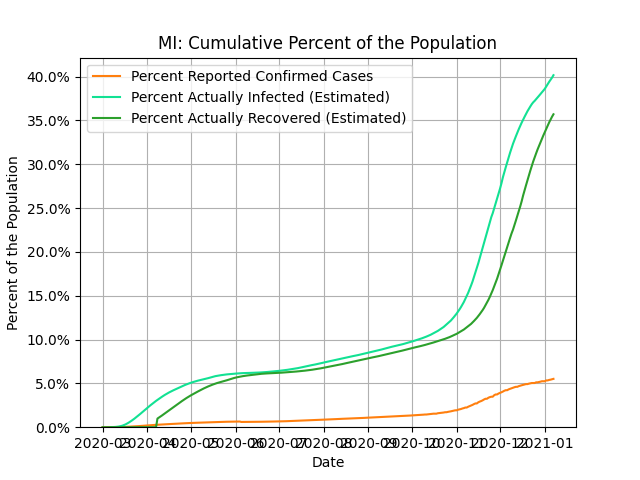 MI: Cumulative Percent of the Population
Percent Reported Confirmed Cases
Percent Actually Infected (Estimated)
Percent Actually Recovered (Estimated)
40.0%
35.0%
30.0%
25.0%
20.0%
15.0%
10.0%
5.0%
0.0%
Percent of the Population
2020-03 2020-04 2020-05 2020-06 2020-07 2020-08 2020-09 2020-10 2020-11 2020-12 2021-01
Date